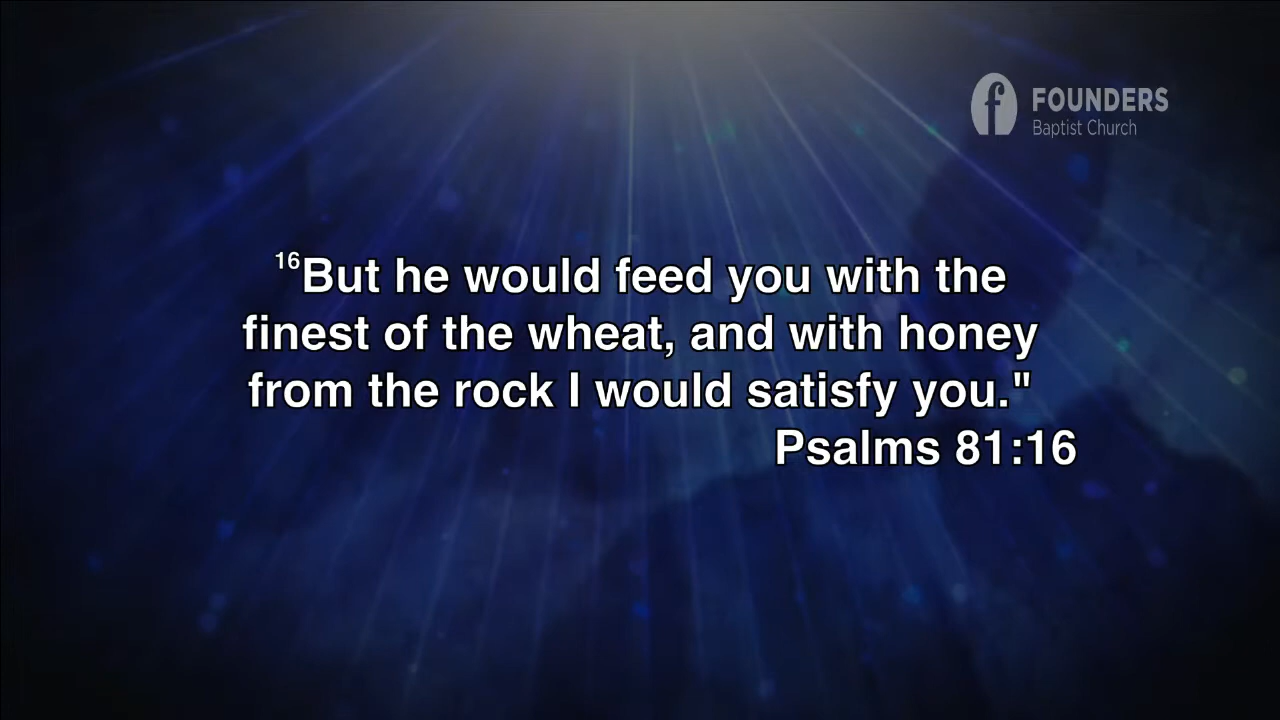 FOUNDERS
Baptist Church
16But he would feed you with the
finest of the wheat, and with honey
from the rock I would satisfy you."
Psalms 81:16